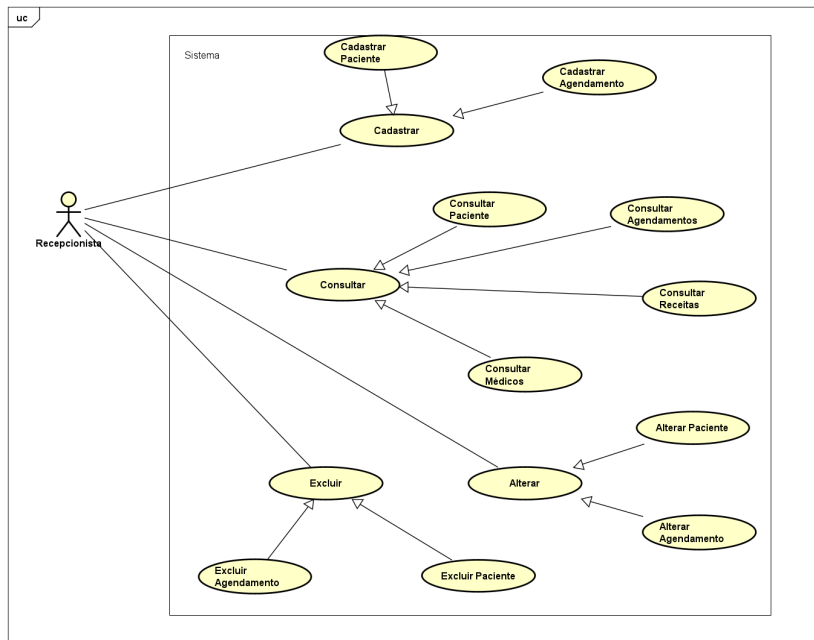 uc
Sistema
Cadastrar
Paciente
Cadastrar
Agendamento
Cadastrar
Consultar
Paciente
Consultar
Agendamentos
Recepcionista
Consultar
Consultar
Receitas
Consultar
Médicos
Alterar Paciente
Excluir
Alterar
Alterar
Agendamento
Excluir
Agendamento
Excluir Paciente